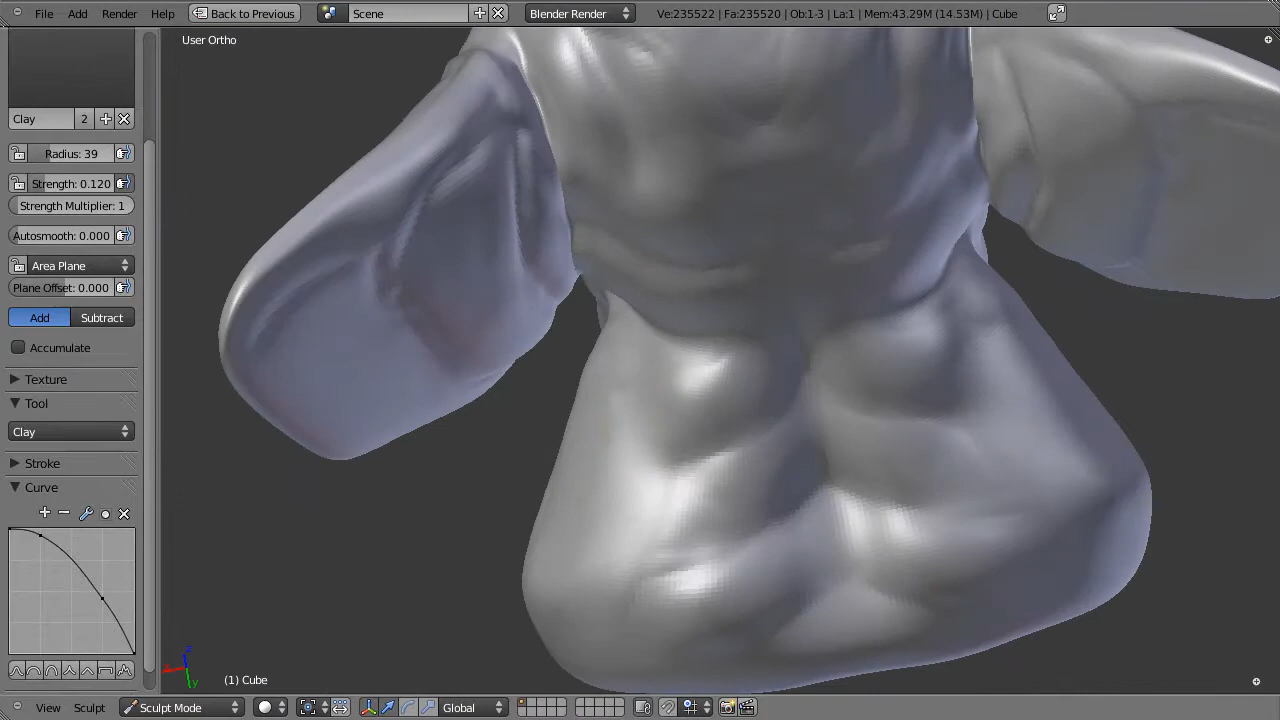 File Add Render Help Back to Previous Scene Blender Render Ve:235522 | Fa:235520 | Ob:1-3 | La:1 | Mem:43.29M (14.53M) | Cube
User Ortho
Clay 2
Radius: 39
Strength: 0.120
Strength Multiplier: 1
Autosmooth: 0.000
Area Plane
Plane Offset: 0.000
Add Subtract
Accumulate
Texture
Tool
Clay
Stroke
Curve
z
x
y
(1) Cube
View Sculpt Sculpt Mode Global